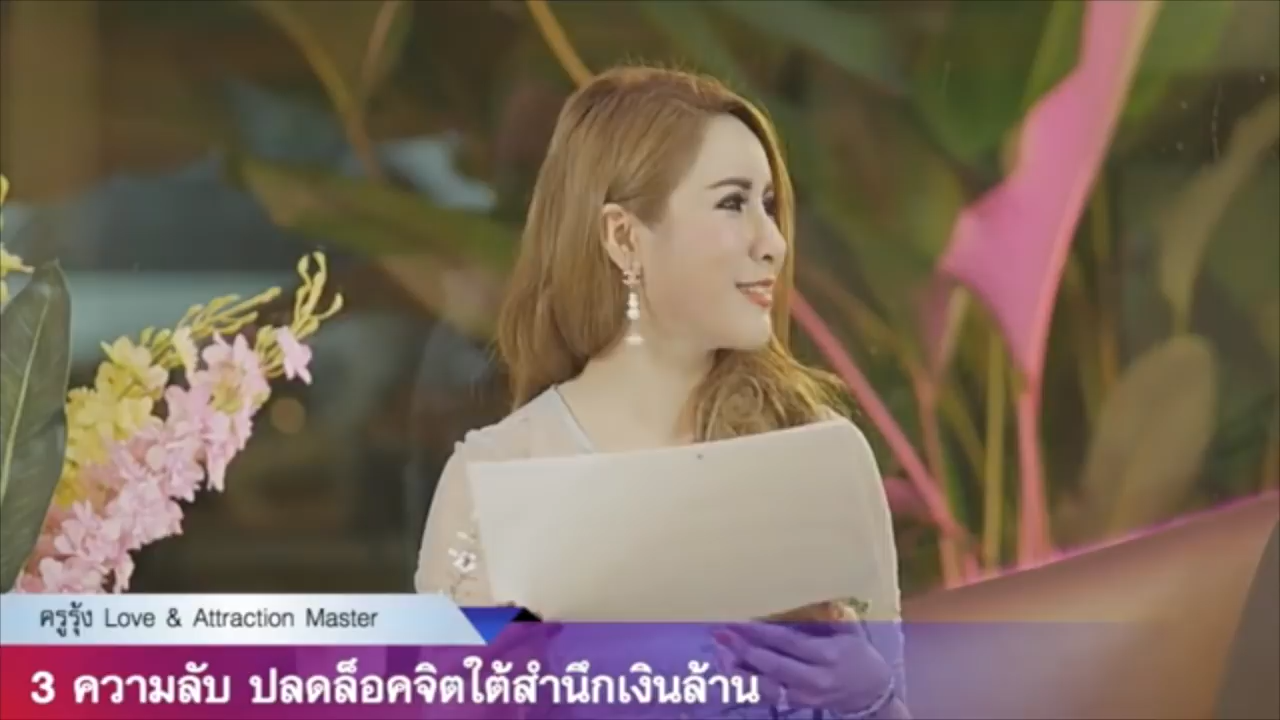 ครูรุ้ง Love & Attraction Master
3 ความลับ ปลดล็อคจิตใต้สำนึกเงินล้าน